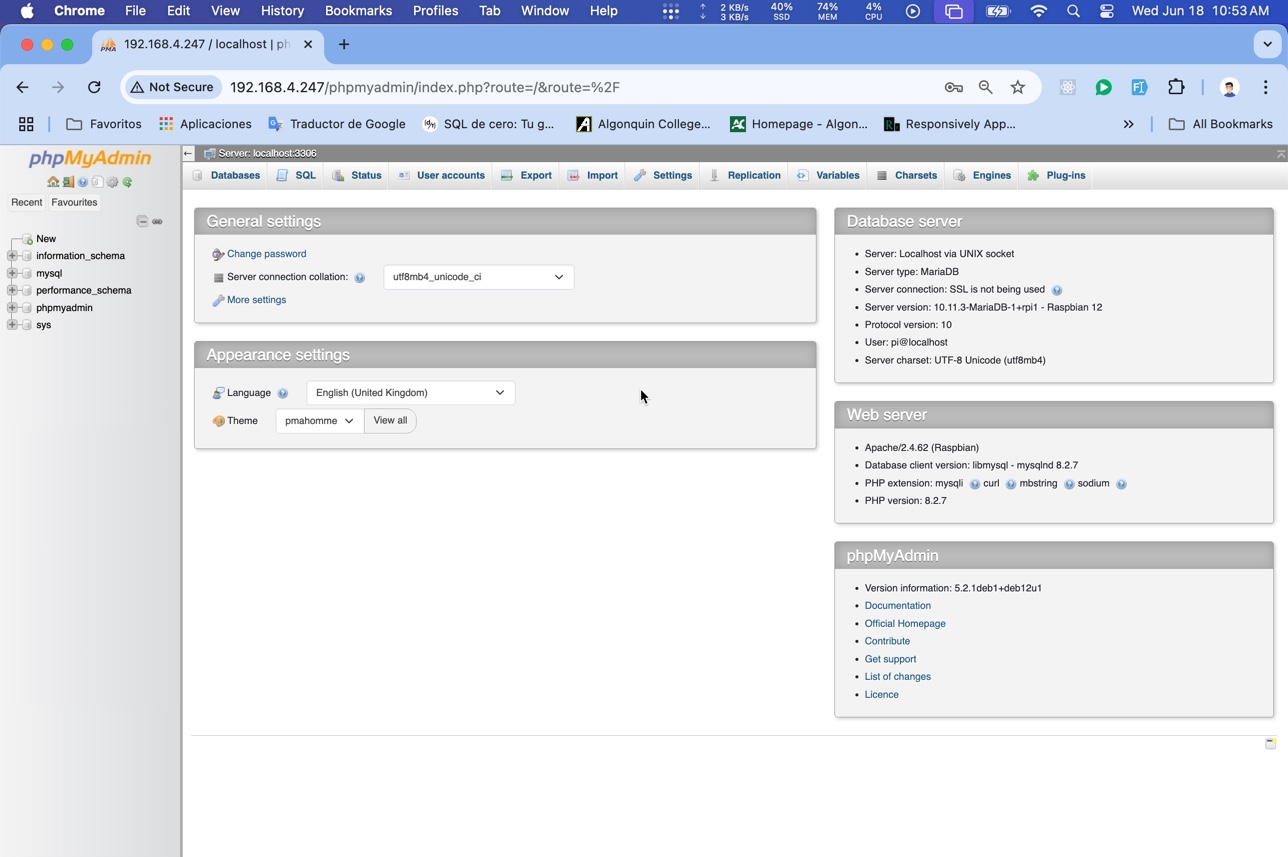 Chrome File Edit View History Bookmarks Profiles Tab Window Help 2 KB/s 3 KB/s 40% SSD 74% MEM 4% CPU Wed Jun 18 10:53 AM
192.168.4.247 / localhost | ph
Not Secure 192.168.4.247/phpmyadmin/index.php?route=/&route=%2F
Favoritos Aplicaciones Traductor de Google SQL de cero: Tu g... Algonquin College... Homepage - Algon... Responsively App... All Bookmarks
phpMyAdmin
Recent Favourites
New
information_schema
mysql
performance_schema
phpmyadmin
sys
Server: localhost:3306
Databases SQL Status User accounts Export Import Settings Replication Variables Charsets Engines Plug-ins
General settings
Change password
Server connection collation: utf8mb4_unicode_ci
More settings
Appearance settings
Language English (United Kingdom)
Theme pmahomme View all
Database server
Server: Localhost via UNIX socket
Server type: MariaDB
Server connection: SSL is not being used
Server version: 10.11.3-MariaDB-1+rpi1 - Raspbian 12
Protocol version: 10
User: pi@localhost
Server charset: UTF-8 Unicode (utf8mb4)
Web server
Apache/2.4.62 (Raspbian)
Database client version: libmysql - mysqlnd 8.2.7
PHP extension: mysqli curl mbstring sodium
PHP version: 8.2.7
phpMyAdmin
Version information: 5.2.1deb1+deb12u1
Documentation
Official Homepage
Contribute
Get support
List of changes
Licence